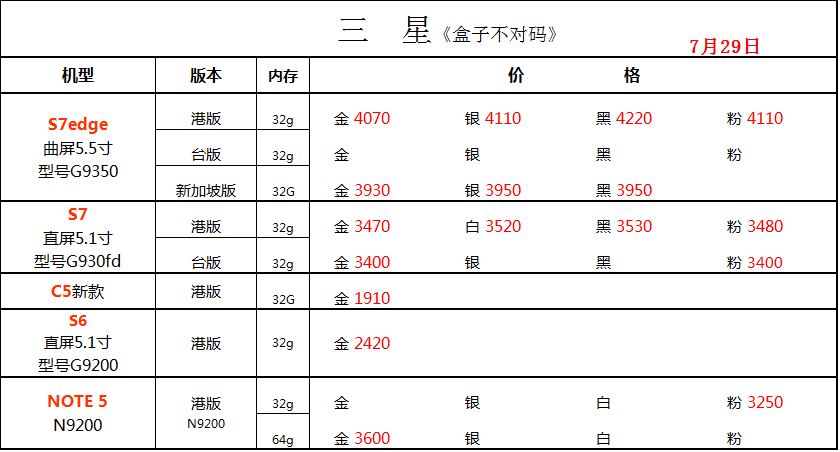 三 星《盒子不对码》
7月29日
机型 版本 内存 价 格
S7edge
曲屏5.5寸
型号G9350
港版 32g 金 4070 银 4110 黑 4220 粉 4110
台版 32g 金 银 黑 粉
新加坡版 32G 金 3930 银 3950 黑 3950
S7
直屏5.1寸
型号G930fd
港版 32g 金 3470 白 3520 黑 3530 粉 3480
台版 32g 金 3400 银 黑 粉 3400
C5新款 港版 32G 金 1910
S6
直屏5.1寸
型号G9200
港版 32g 金 2420
NOTE 5
N9200
港版
N9200
32g 金 银 白 粉 3250
64g 金 3600 银 白 粉